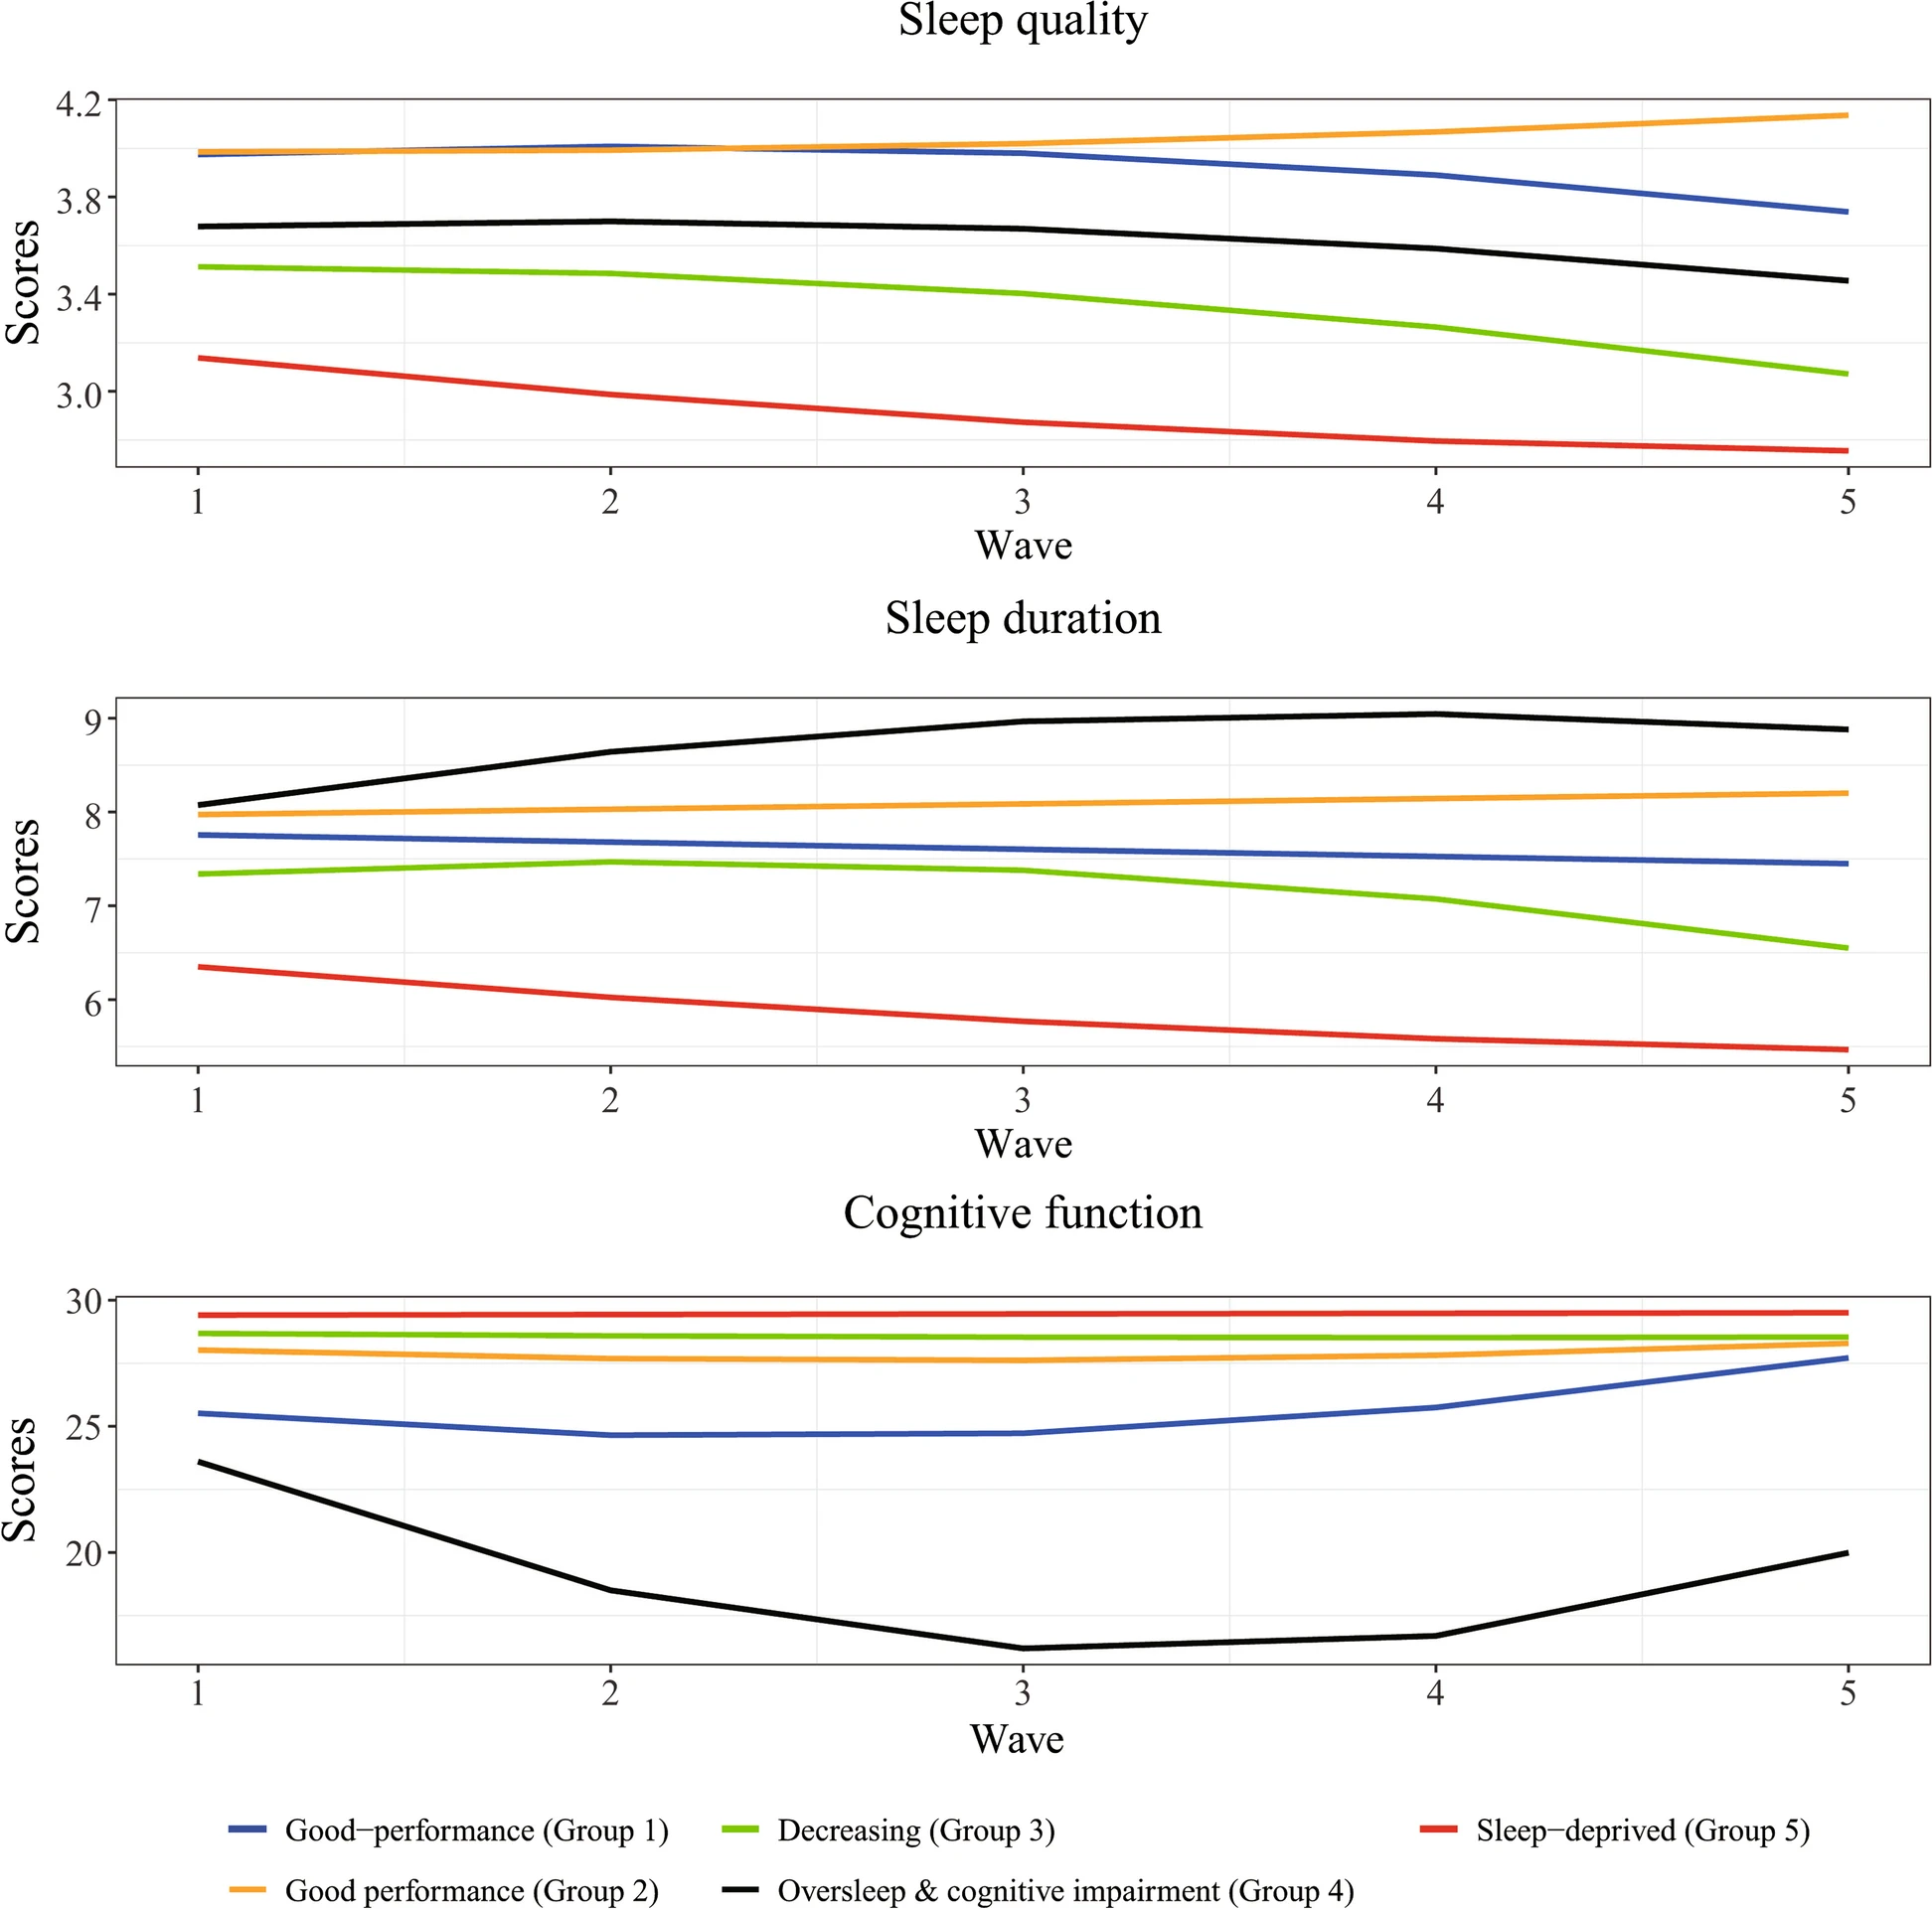 Sleep quality
4.2
3.8
3.4
3.0
Scores
1 2 3 4 5
Wave
Sleep duration
9
8
7
6
Scores
1 2 3 4 5
Wave
Cognitive function
30
25
20
Scores
1 2 3 4 5
Wave
Good−performance (Group 1) Decreasing (Group 3) Sleep−deprived (Group 5)
Good performance (Group 2) Oversleep & cognitive impairment (Group 4)